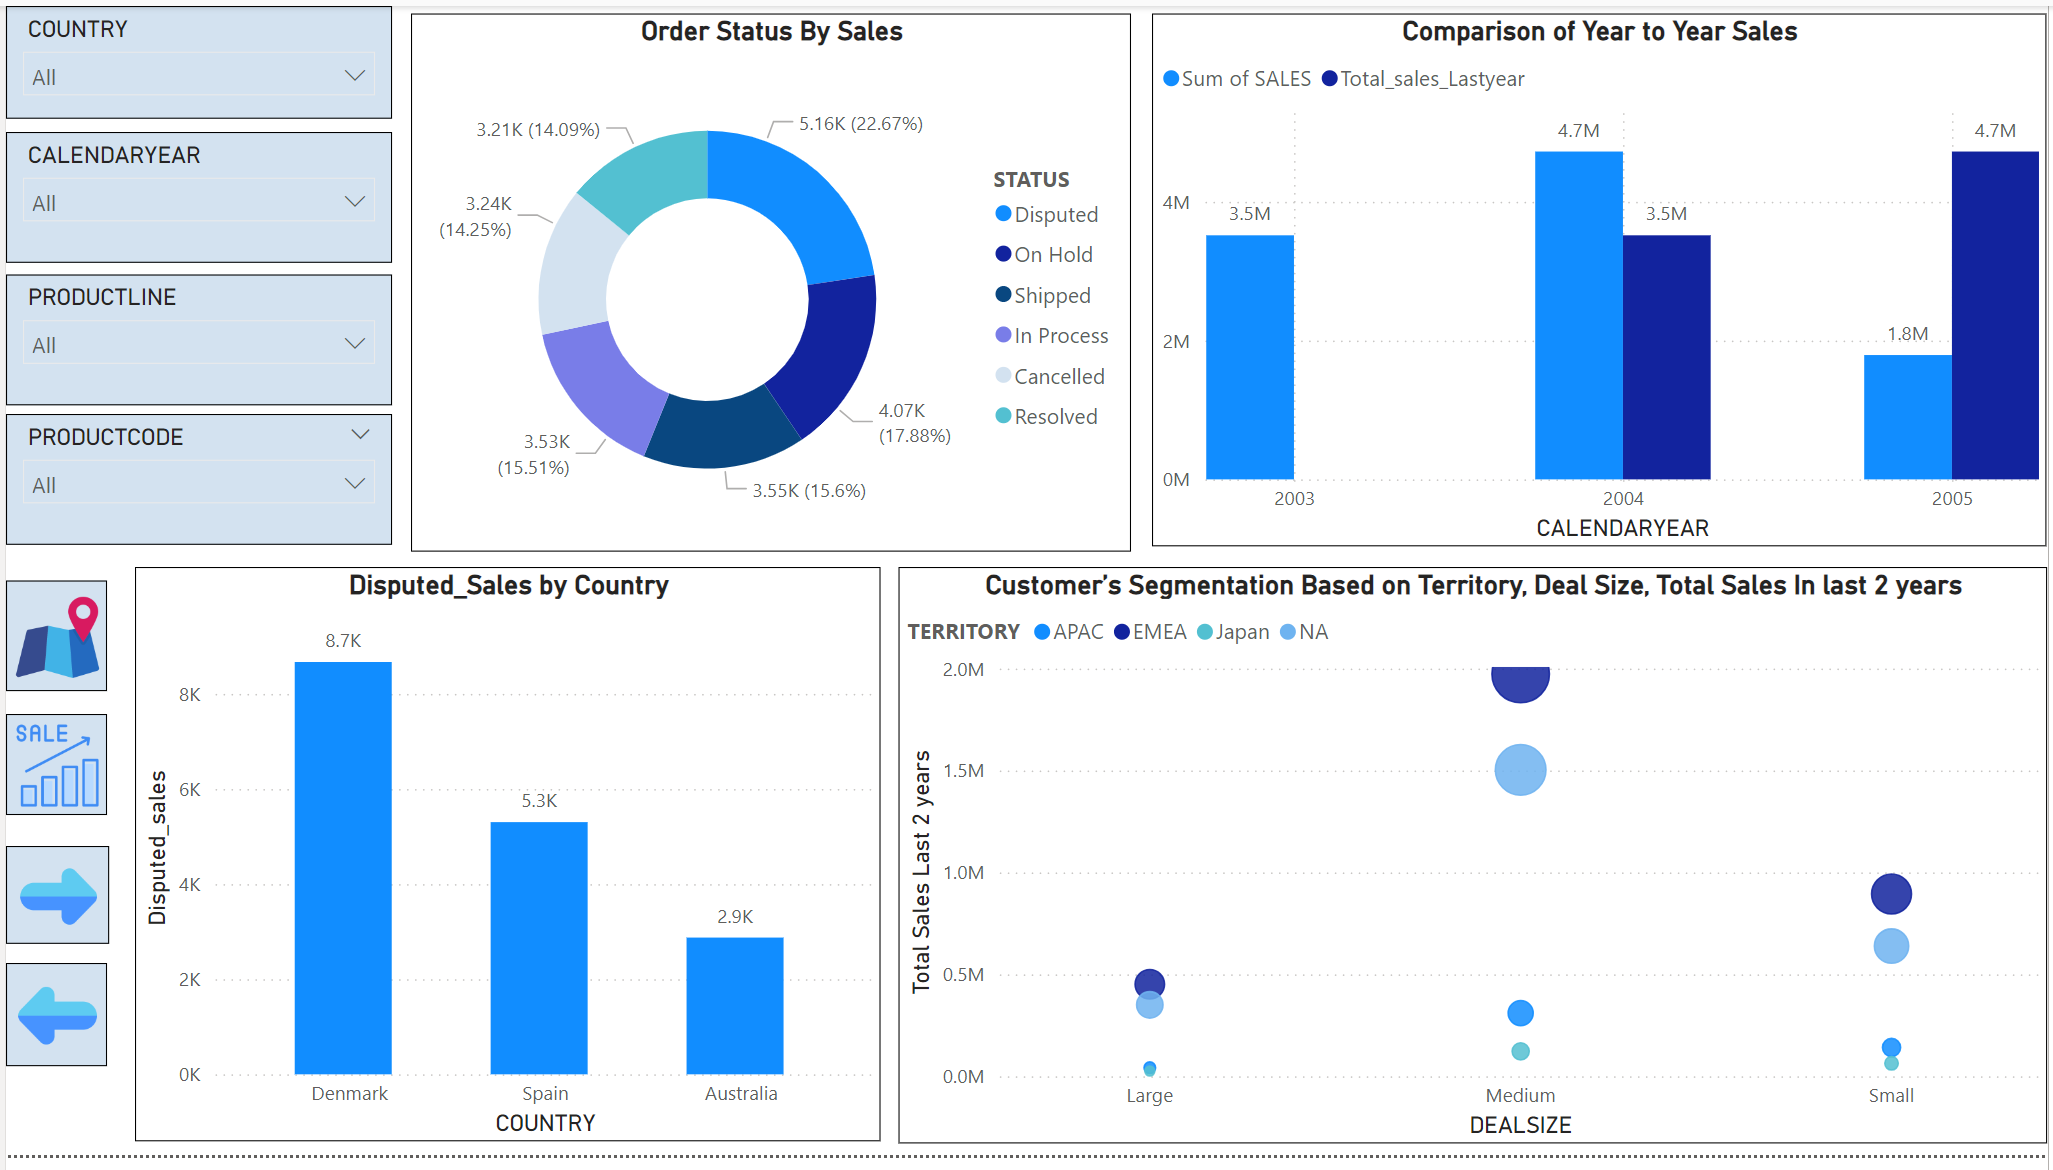 COUNTRY
All
CALENDARYEAR
All
PRODUCTLINE
All
PRODUCTCODE
All
Order Status By Sales
5.16K (22.67%)
4.07K
(17.88%)
3.55K (15.6%)
3.53K
(15.51%)
3.24K
(14.25%)
3.21K (14.09%)
STATUS
Disputed
On Hold
Shipped
In Process
Cancelled
Resolved
Comparison of Year to Year Sales
Sum of SALES Total_sales_Lastyear
4M
2M
0M
3.5M
4.7M
3.5M
1.8M
4.7M
2003 2004 2005
CALENDARYEAR
SALE
Disputed_Sales by Country
Disputed_sales
8K
6K
4K
2K
0K
8.7K
5.3K
2.9K
Denmark Spain Australia
COUNTRY
Customer's Segmentation Based on Territory, Deal Size, Total Sales In last 2 years
TERRITORY APAC EMEA Japan NA
Total Sales Last 2 years
2.0M
1.5M
1.0M
0.5M
0.0M
Large Medium Small
DEALSIZE